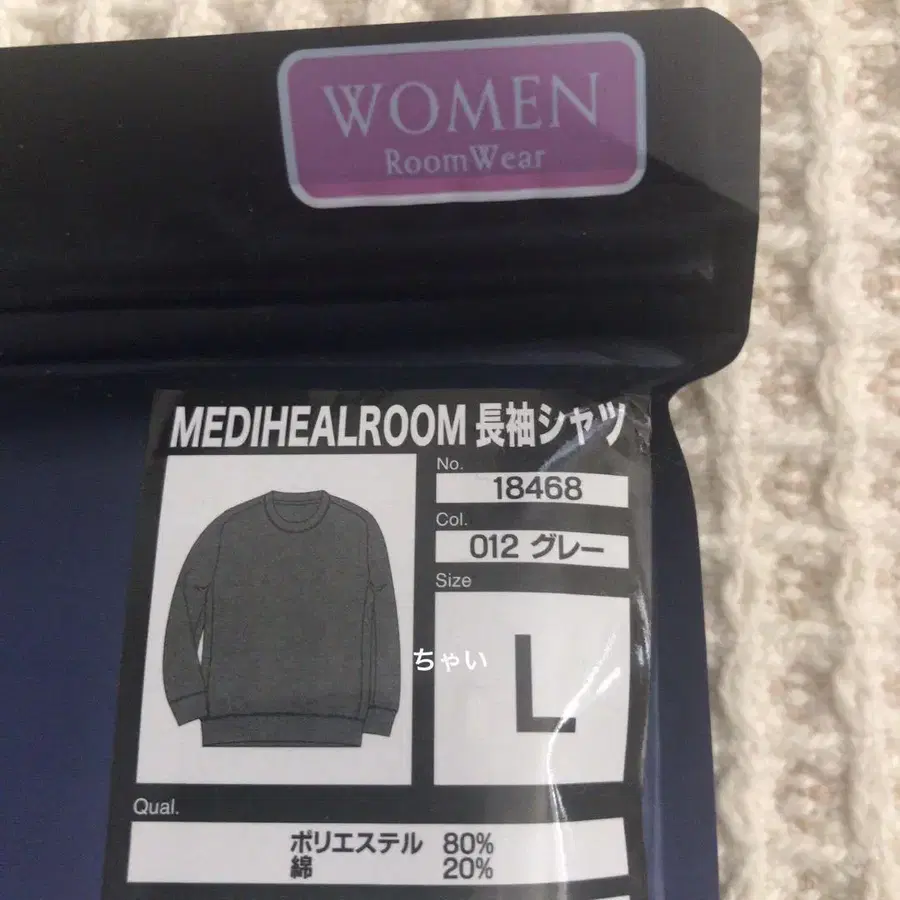 WOMEN
RoomWear
MEDIHEALROOM 長袖シャツ
No.
18468
Col.
012 グレー
Size
L
ちゃい
Qual.
ポリエステル 80%
綿 20%